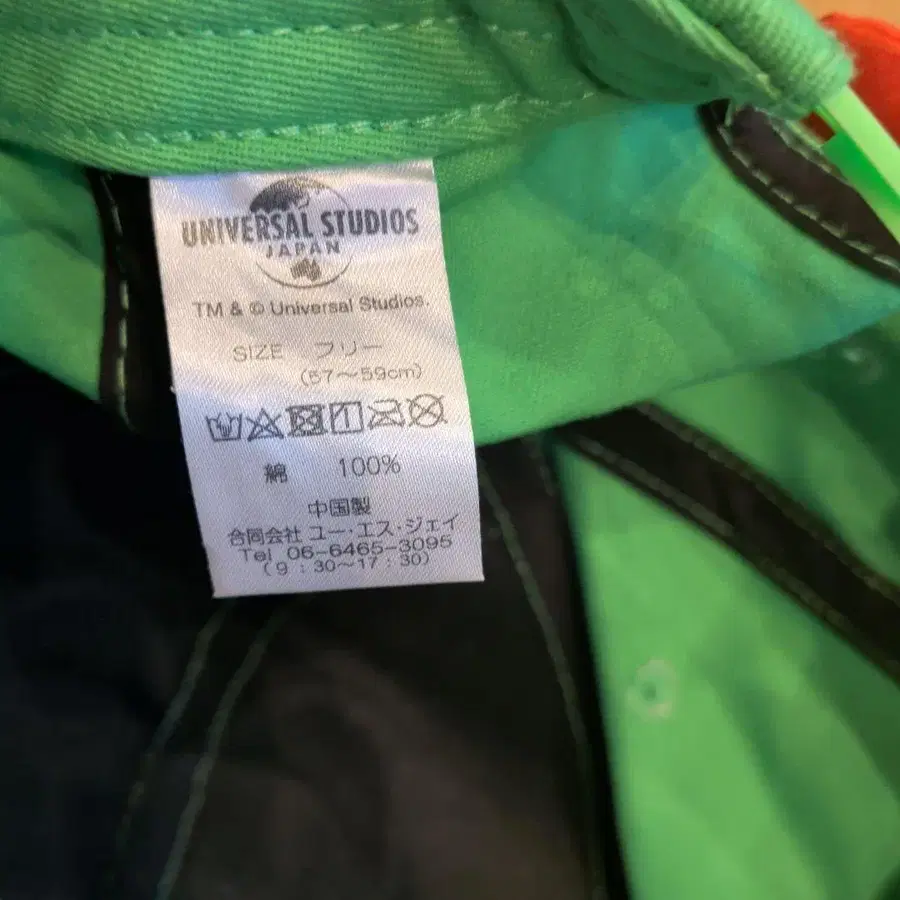 UNIVERSAL STUDIOS
JAPAN
TM & © Universal Studios.
SIZE フリー
(57～59cm)
綿 100%
中国製
合同会社 ユー・エス・ジェイ
Tel 06-6465-3095
(9:30～17:30)